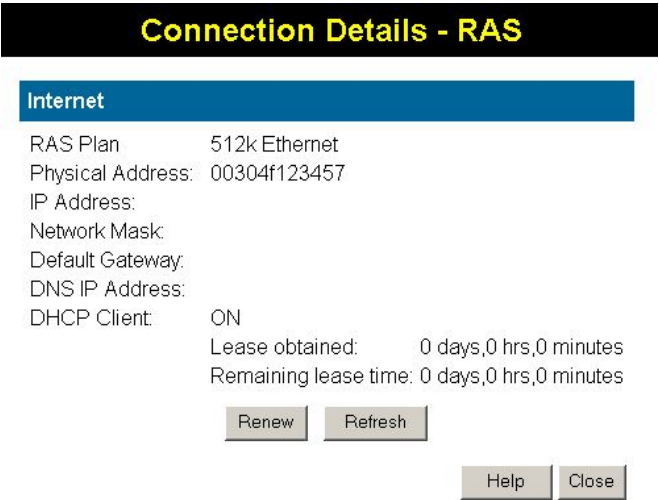 Connection Details - RAS
Internet
RAS Plan 512k Ethernet
Physical Address: 00304f123457
IP Address:
Network Mask:
Default Gateway:
DNS IP Address:
DHCP Client: ON
Lease obtained: 0 days,0 hrs,0 minutes
Remaining lease time: 0 days,0 hrs,0 minutes
Renew Refresh
Help Close